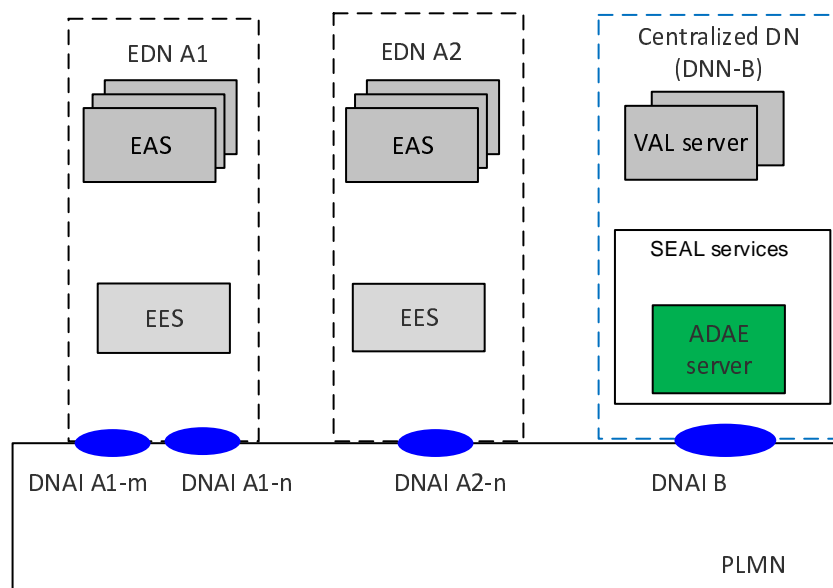 EDN A1
EDN A2
Centralized DN
(DNN-B)
EAS
EAS
VAL server
SEAL services
EES
EES
ADAE
server
DNAI A1-m
DNAI A1-n
DNAI A2-n
DNAI B
PLMN